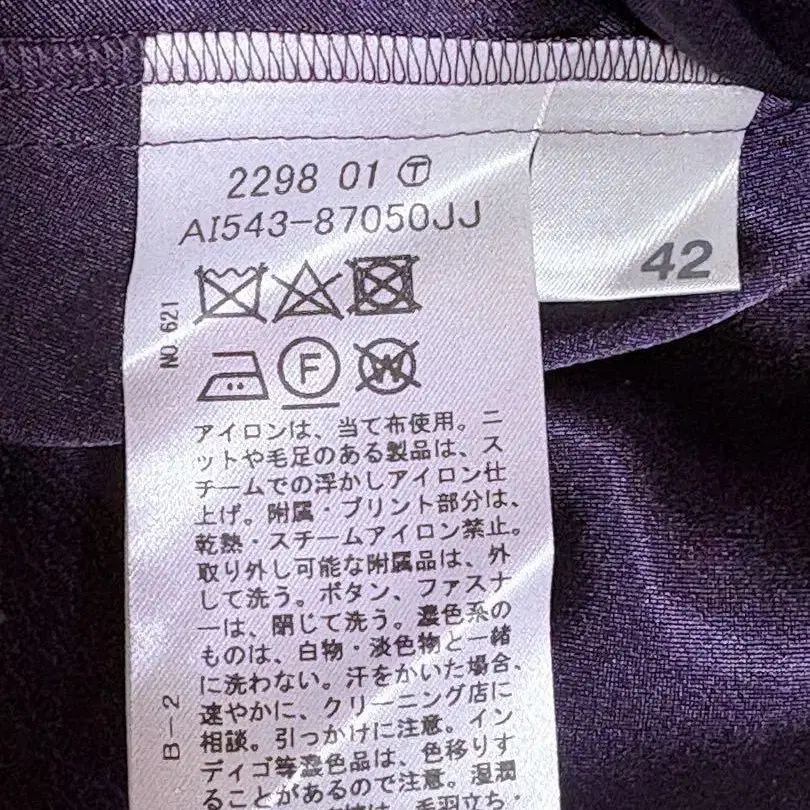 2298 01 Ⓣ
AI543-87050JJ
42
NO.621
F
W
アイロンは、当て布使用。ニ
ットや毛足のある製品は、ス
チームでの浮かしアイロン仕
上げ。附属・プリント部分は、
乾熱・スチームアイロン禁止。
取り外し可能な附属品は、外
して洗う。ボタン、ファスナ
ーは、閉じて洗う。濃色系の
ものは、白物・淡色物と一緒
に洗わない。汗をかいた場合、
速やかに、クリーニング店に
相談。引っかけに注意。イン
ディゴ等濃色品は、色移りす
ることがあるので注意。湿潤
は、毛羽立ち・
B-2